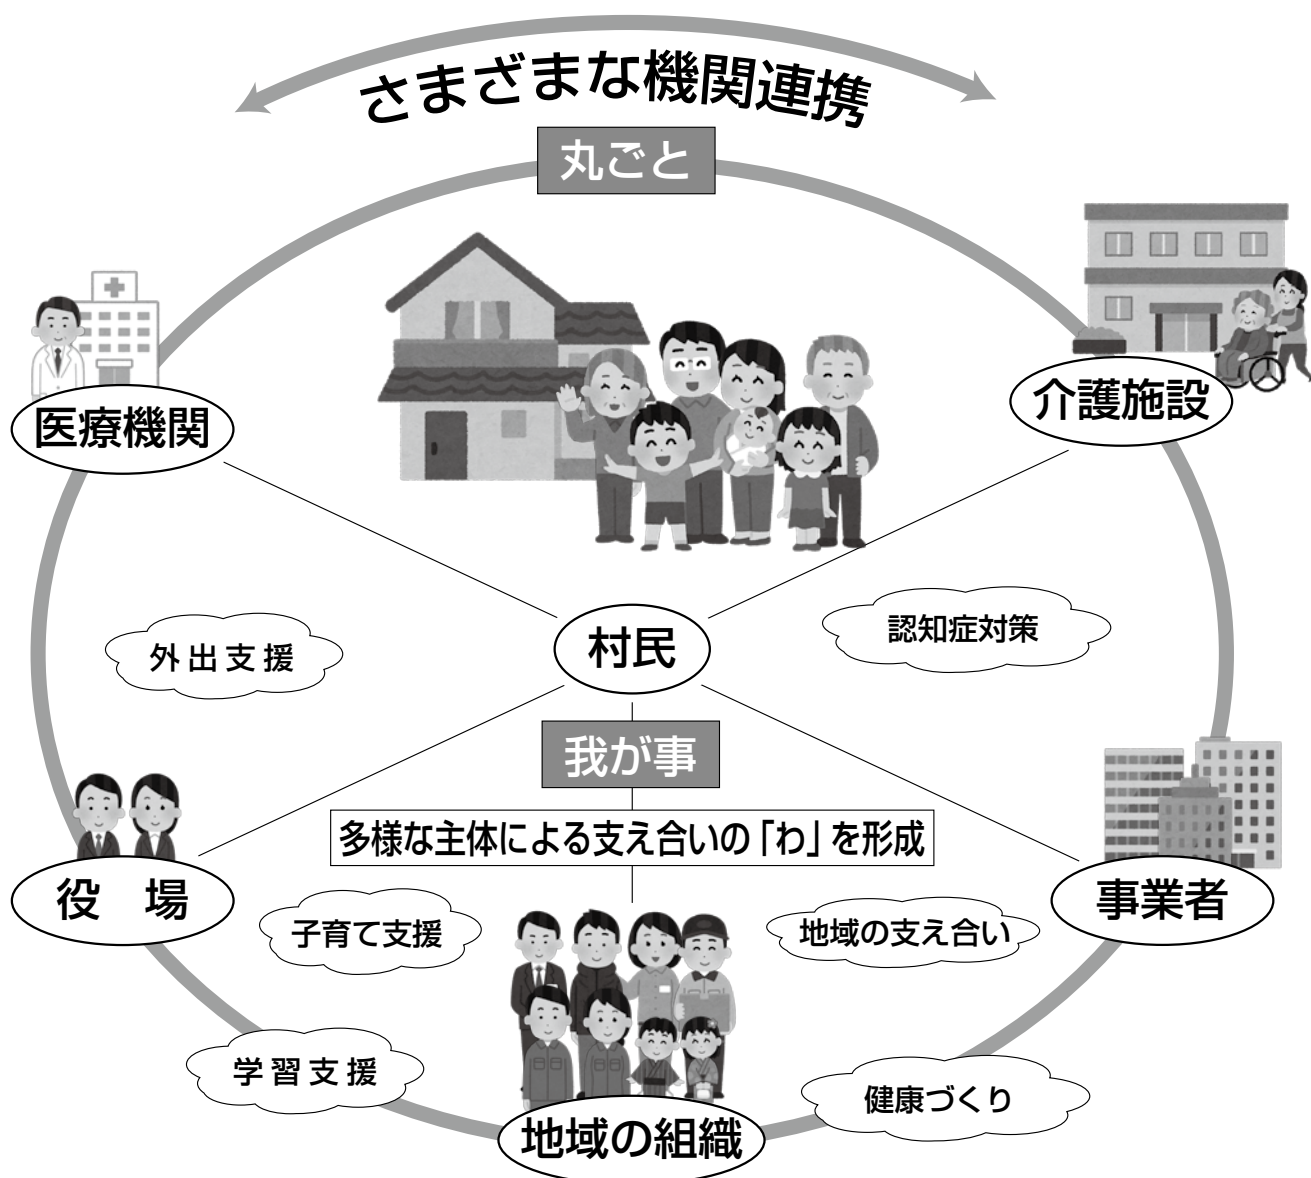 さまざまな機関連携
丸ごと
医療機関
介護施設
外出支援
村民
認知症対策
我が事
多様な主体による支え合いの「わ」を形成
役　場
事業者
子育て支援
地域の支え合い
学習支援
健康づくり
地域の組織